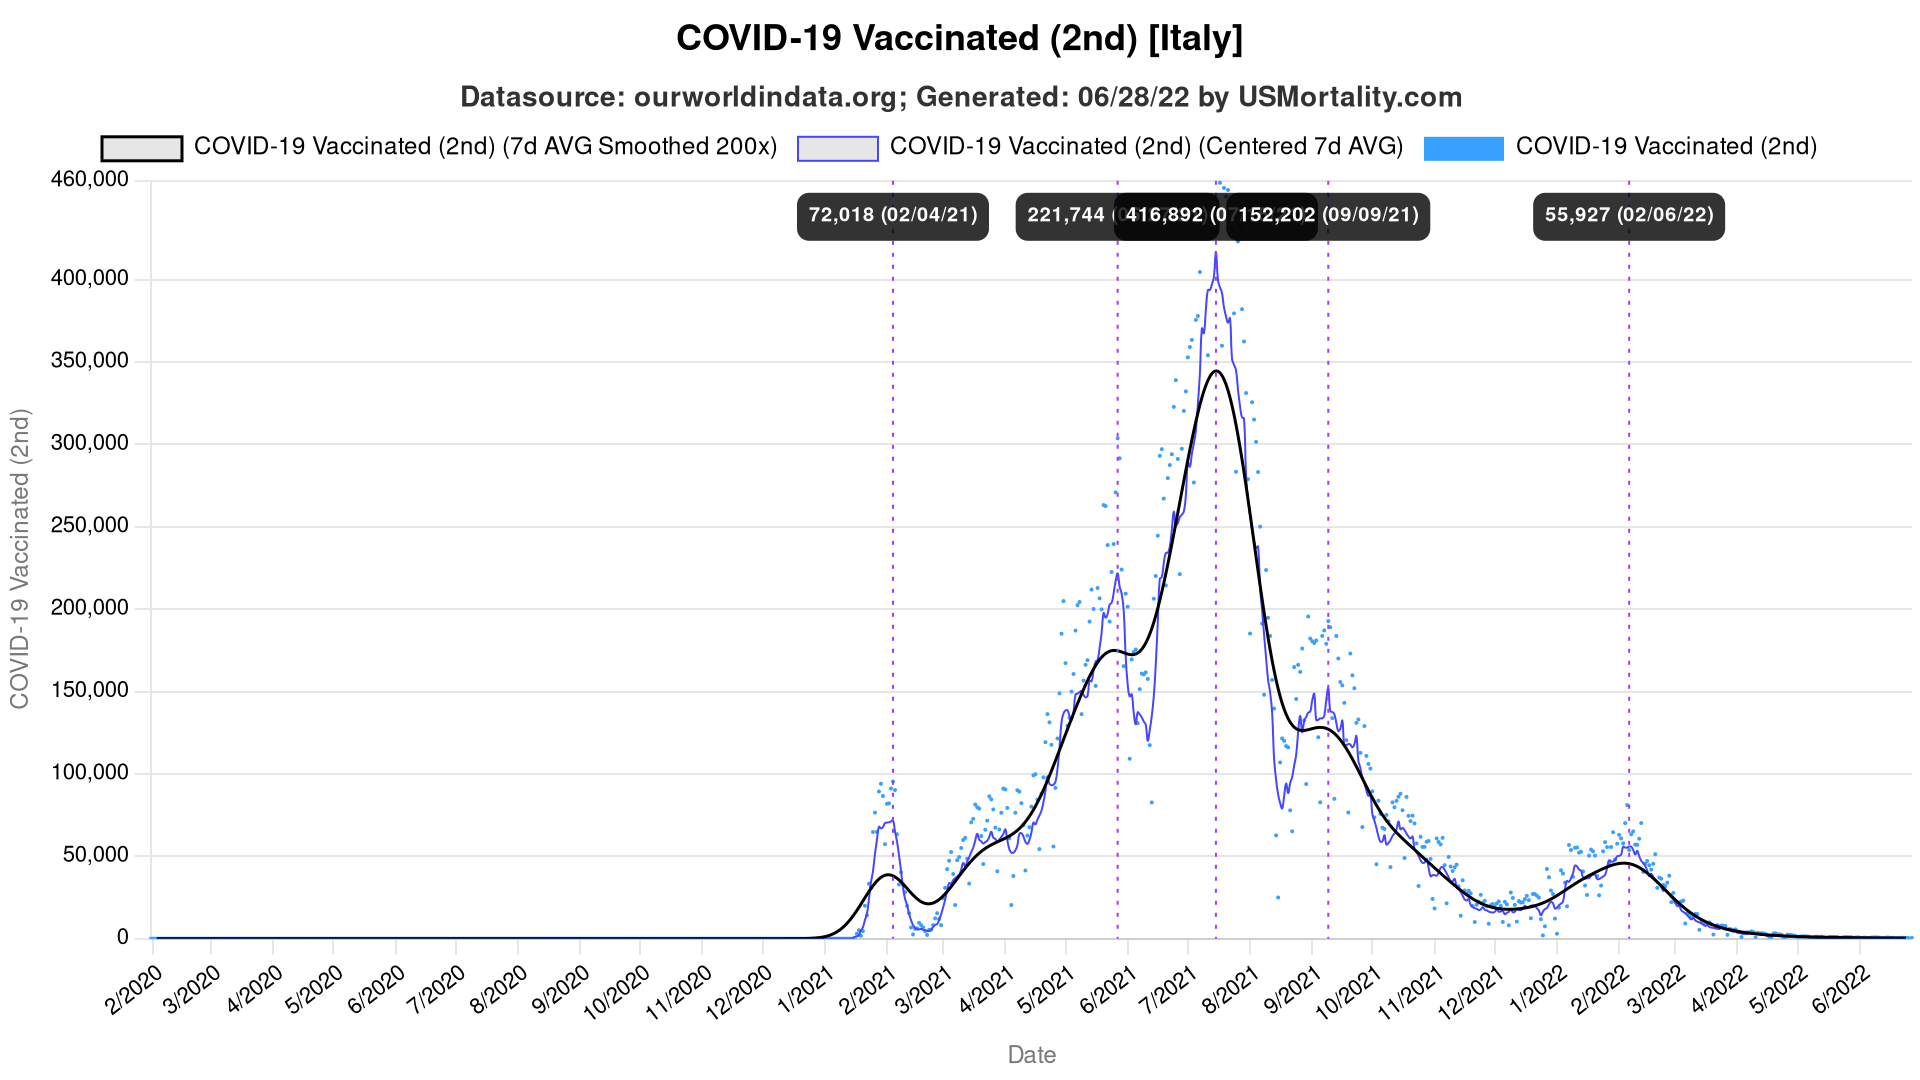 COVID-19 Vaccinated (2nd) [Italy]
Datasource: ourworldindata.org; Generated: 06/28/22 by USMortality.com
COVID-19 Vaccinated (2nd) (7d AVG Smoothed 200x) COVID-19 Vaccinated (2nd) (Centered 7d AVG) COVID-19 Vaccinated (2nd)
72,018 (02/04/21) 221,744 416,892 152,202 (09/09/21) 55,927 (02/06/22)
460,000
400,000
350,000
300,000
250,000
200,000
150,000
100,000
50,000
0
COVID-19 Vaccinated (2nd)
2/2020 3/2020 4/2020 5/2020 6/2020 7/2020 8/2020 9/2020 10/2020 11/2020 12/2020 1/2021 2/2021 3/2021 4/2021 5/2021 6/2021 7/2021 8/2021 9/2021 10/2021 11/2021 12/2021 1/2022 2/2022 3/2022 4/2022 5/2022 6/2022
Date